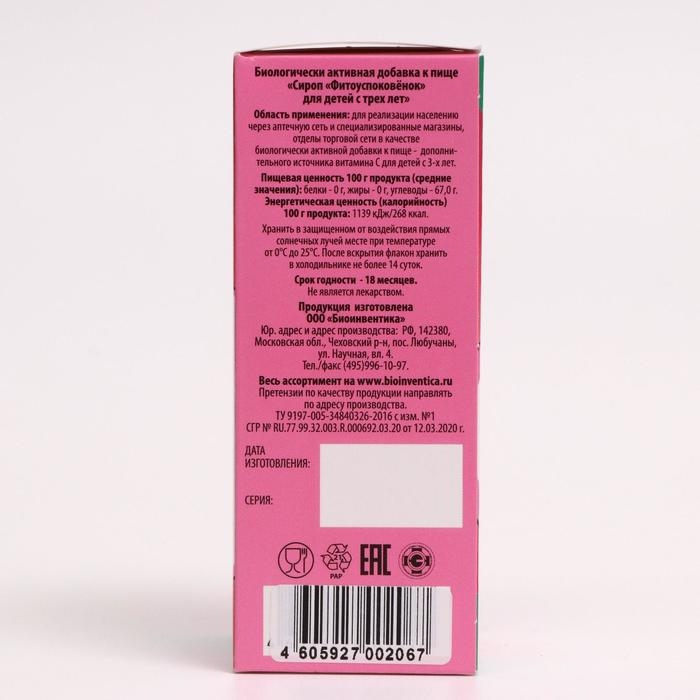 Биологически активная добавка к пище
«Сироп «Фитоуспоковёнок»
для детей с трех лет»
Область применения: для реализации населению
через аптечную сеть и специализированные магазины,
отделы торговой сети в качестве
биологически активной добавки к пище - дополни-
тельного источника витамина С для детей с 3-х лет.
Пищевая ценность 100 г продукта (средние
значения): белки - 0 г, жиры - 0 г, углеводы - 67,0 г.
Энергетическая ценность (калорийность)
100 г продукта: 1139 кДж/268 ккал.
Хранить в защищенном от воздействия прямых
солнечных лучей месте при температуре
от 0°С до 25°С. После вскрытия флакон хранить
в холодильнике не более 14 суток.
Срок годности - 18 месяцев.
Не является лекарством.
Продукция изготовлена
ООО «Биоинвентика»
Юр. адрес и адрес производства: РФ, 142380,
Московская обл., Чеховский р-н, пос. Любучаны,
ул. Научная, вл. 4.
Тел./факс (495)996-10-97.
Весь ассортимент на www.bioinventica.ru
Претензии по качеству продукции направлять
по адресу производства.
ТУ 9197-005-34840326-2016 с изм. №1
СГР № RU.77.99.32.003.R.000692.03.20 от 12.03.2020 г.
ДАТА
ИЗГОТОВЛЕНИЯ:
СЕРИЯ:
21
PAP
EAC
4 605927 002067